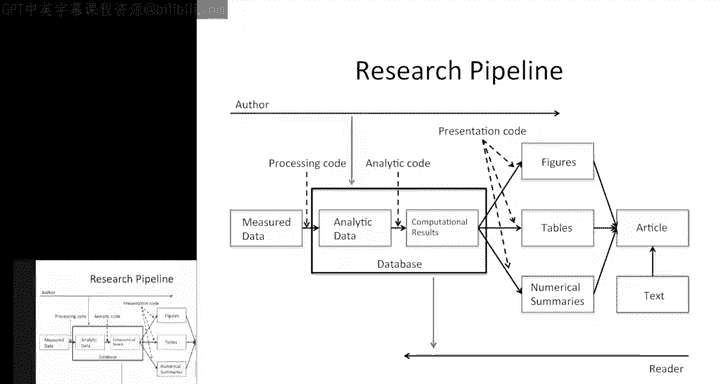 GPT中英字幕课程资源@bilibili.com
Research Pipeline
Author
Presentation code
Processing code
Analytic code
Figures
Measured
Data
Analytic
Data
Computational
Results
Tables
Article
Database
Numerical
Summaries
Text
Reader
Research Pipeline
Author
Presentation code
Processing code
Analytic code
Figures
Measured
Data
Analytic
Data
Computational
Results
Tables
Database
Numerical
Summaries